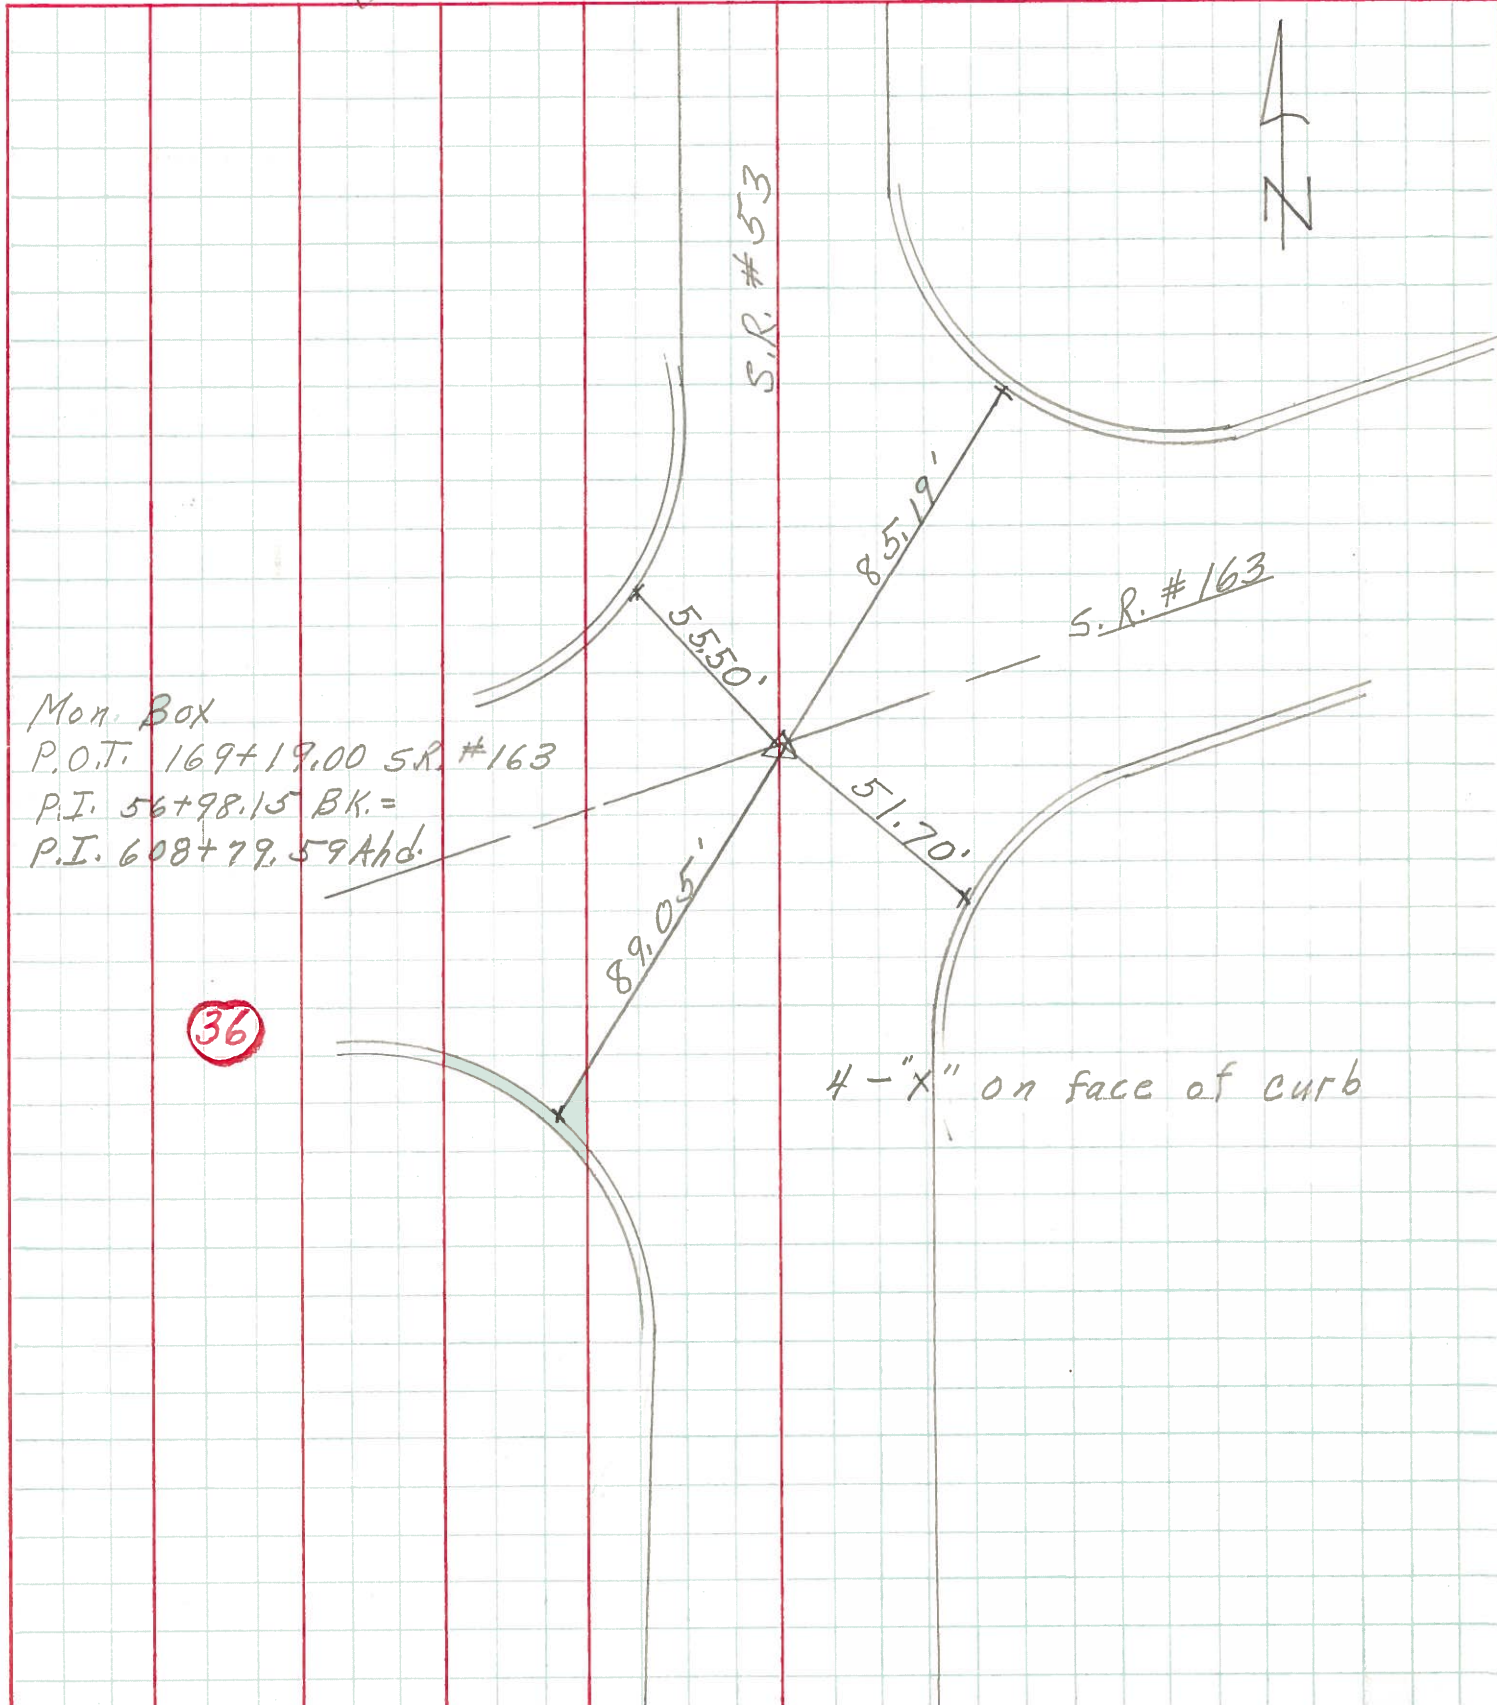 S.R. #53
N
85.19'
55.50'
S.R. #163
Mon. Box
P.O.T. 169+19.00 S.R. #163
P.I. 56+98.15 BK.=
P.I. 608+79.59 Ahd.
51.70'
89.05'
36
4-"x" on face of curb